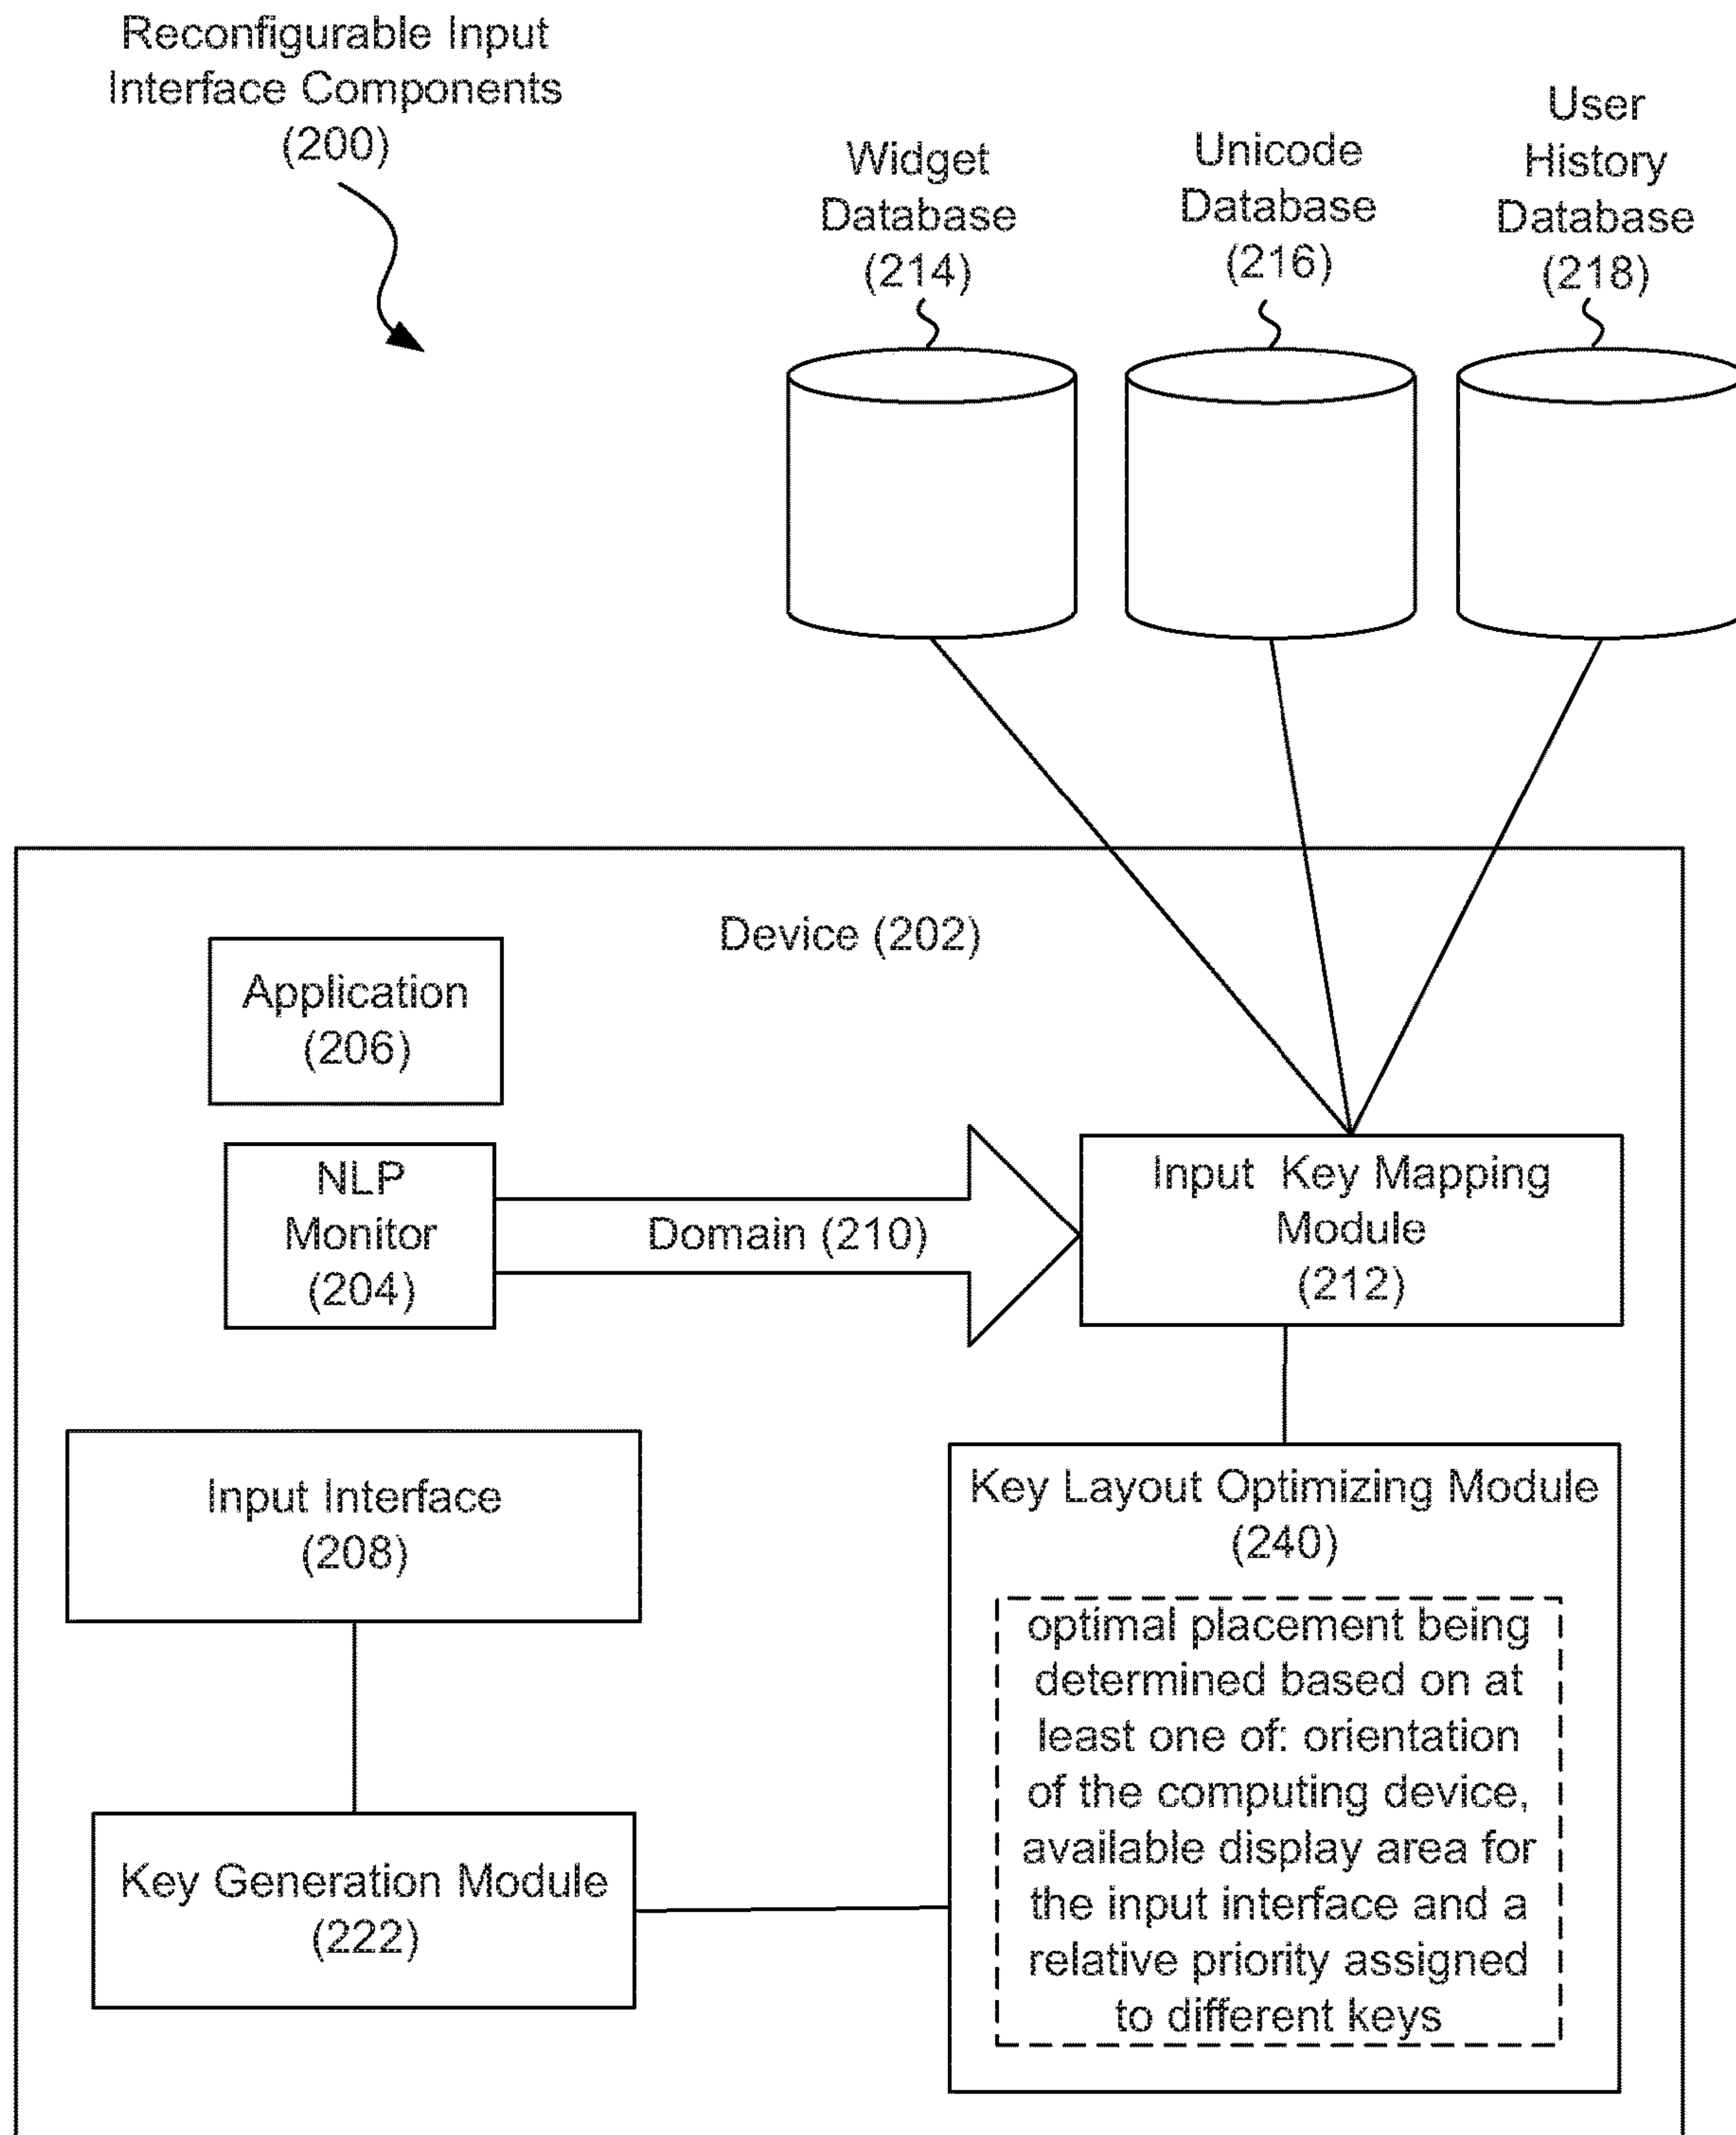 Reconfigurable Input
Interface Components
(200)
Widget
Database
(214)
Unicode
Database
(216)
User
History
Database
(218)
Device (202)
Application
(206)
NLP
Monitor
(204)
Domain (210)
Input Key Mapping
Module
(212)
Input Interface
(208)
Key Layout Optimizing Module
(240)
optimal placement being
determined based on at
least one of: orientation
of the computing device,
available display area for
the input interface and a
relative priority assigned
to different keys
Key Generation Module
(222)